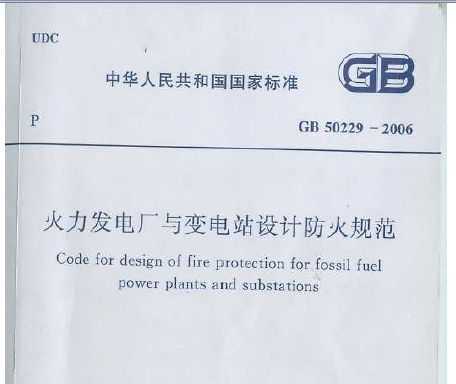 UDC
中华人民共和国国家标准
GB
P
GB 50229－2006
火力发电厂与变电站设计防火规范
Code for design of fire protection for fossil fuel
power plants and substations